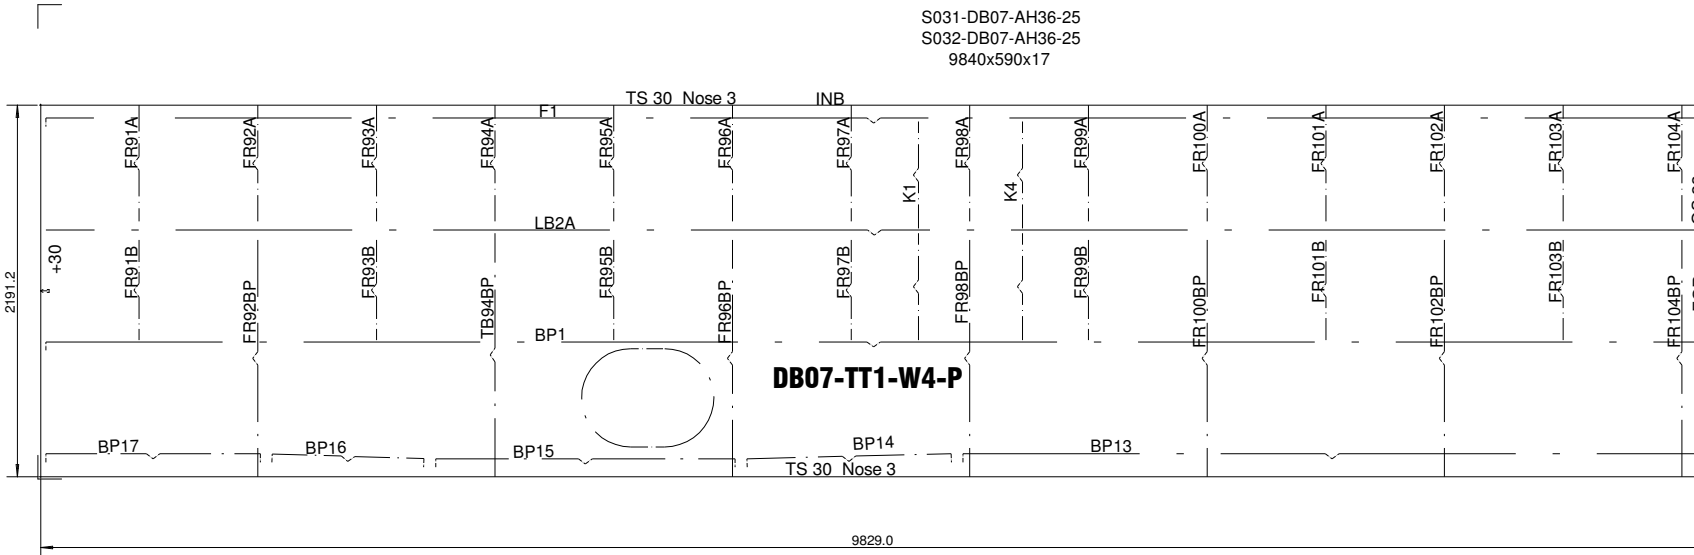 S031-DB07-AH36-25
S032-DB07-AH36-25
9840x590x17
TS 30 Nose 3
INB
F1
FR91A
FR92A
FR93A
FR94A
FR95A
FR96A
FR97A
FR98A
FR99A
FR100A
FR101A
FR102A
FR103A
FR104A
K1
K4
LB2A
+30
2191.2
FR91B
FR92BP
FR93B
TB94BP
FR95B
FR96BP
FR97B
FR98BP
FR99B
FR100BP
FR101B
FR102BP
FR103B
FR104BP
BP1
DB07-TT1-W4-P
BP17
BP16
BP15
BP14
BP13
TS 30 Nose 3
9829.0